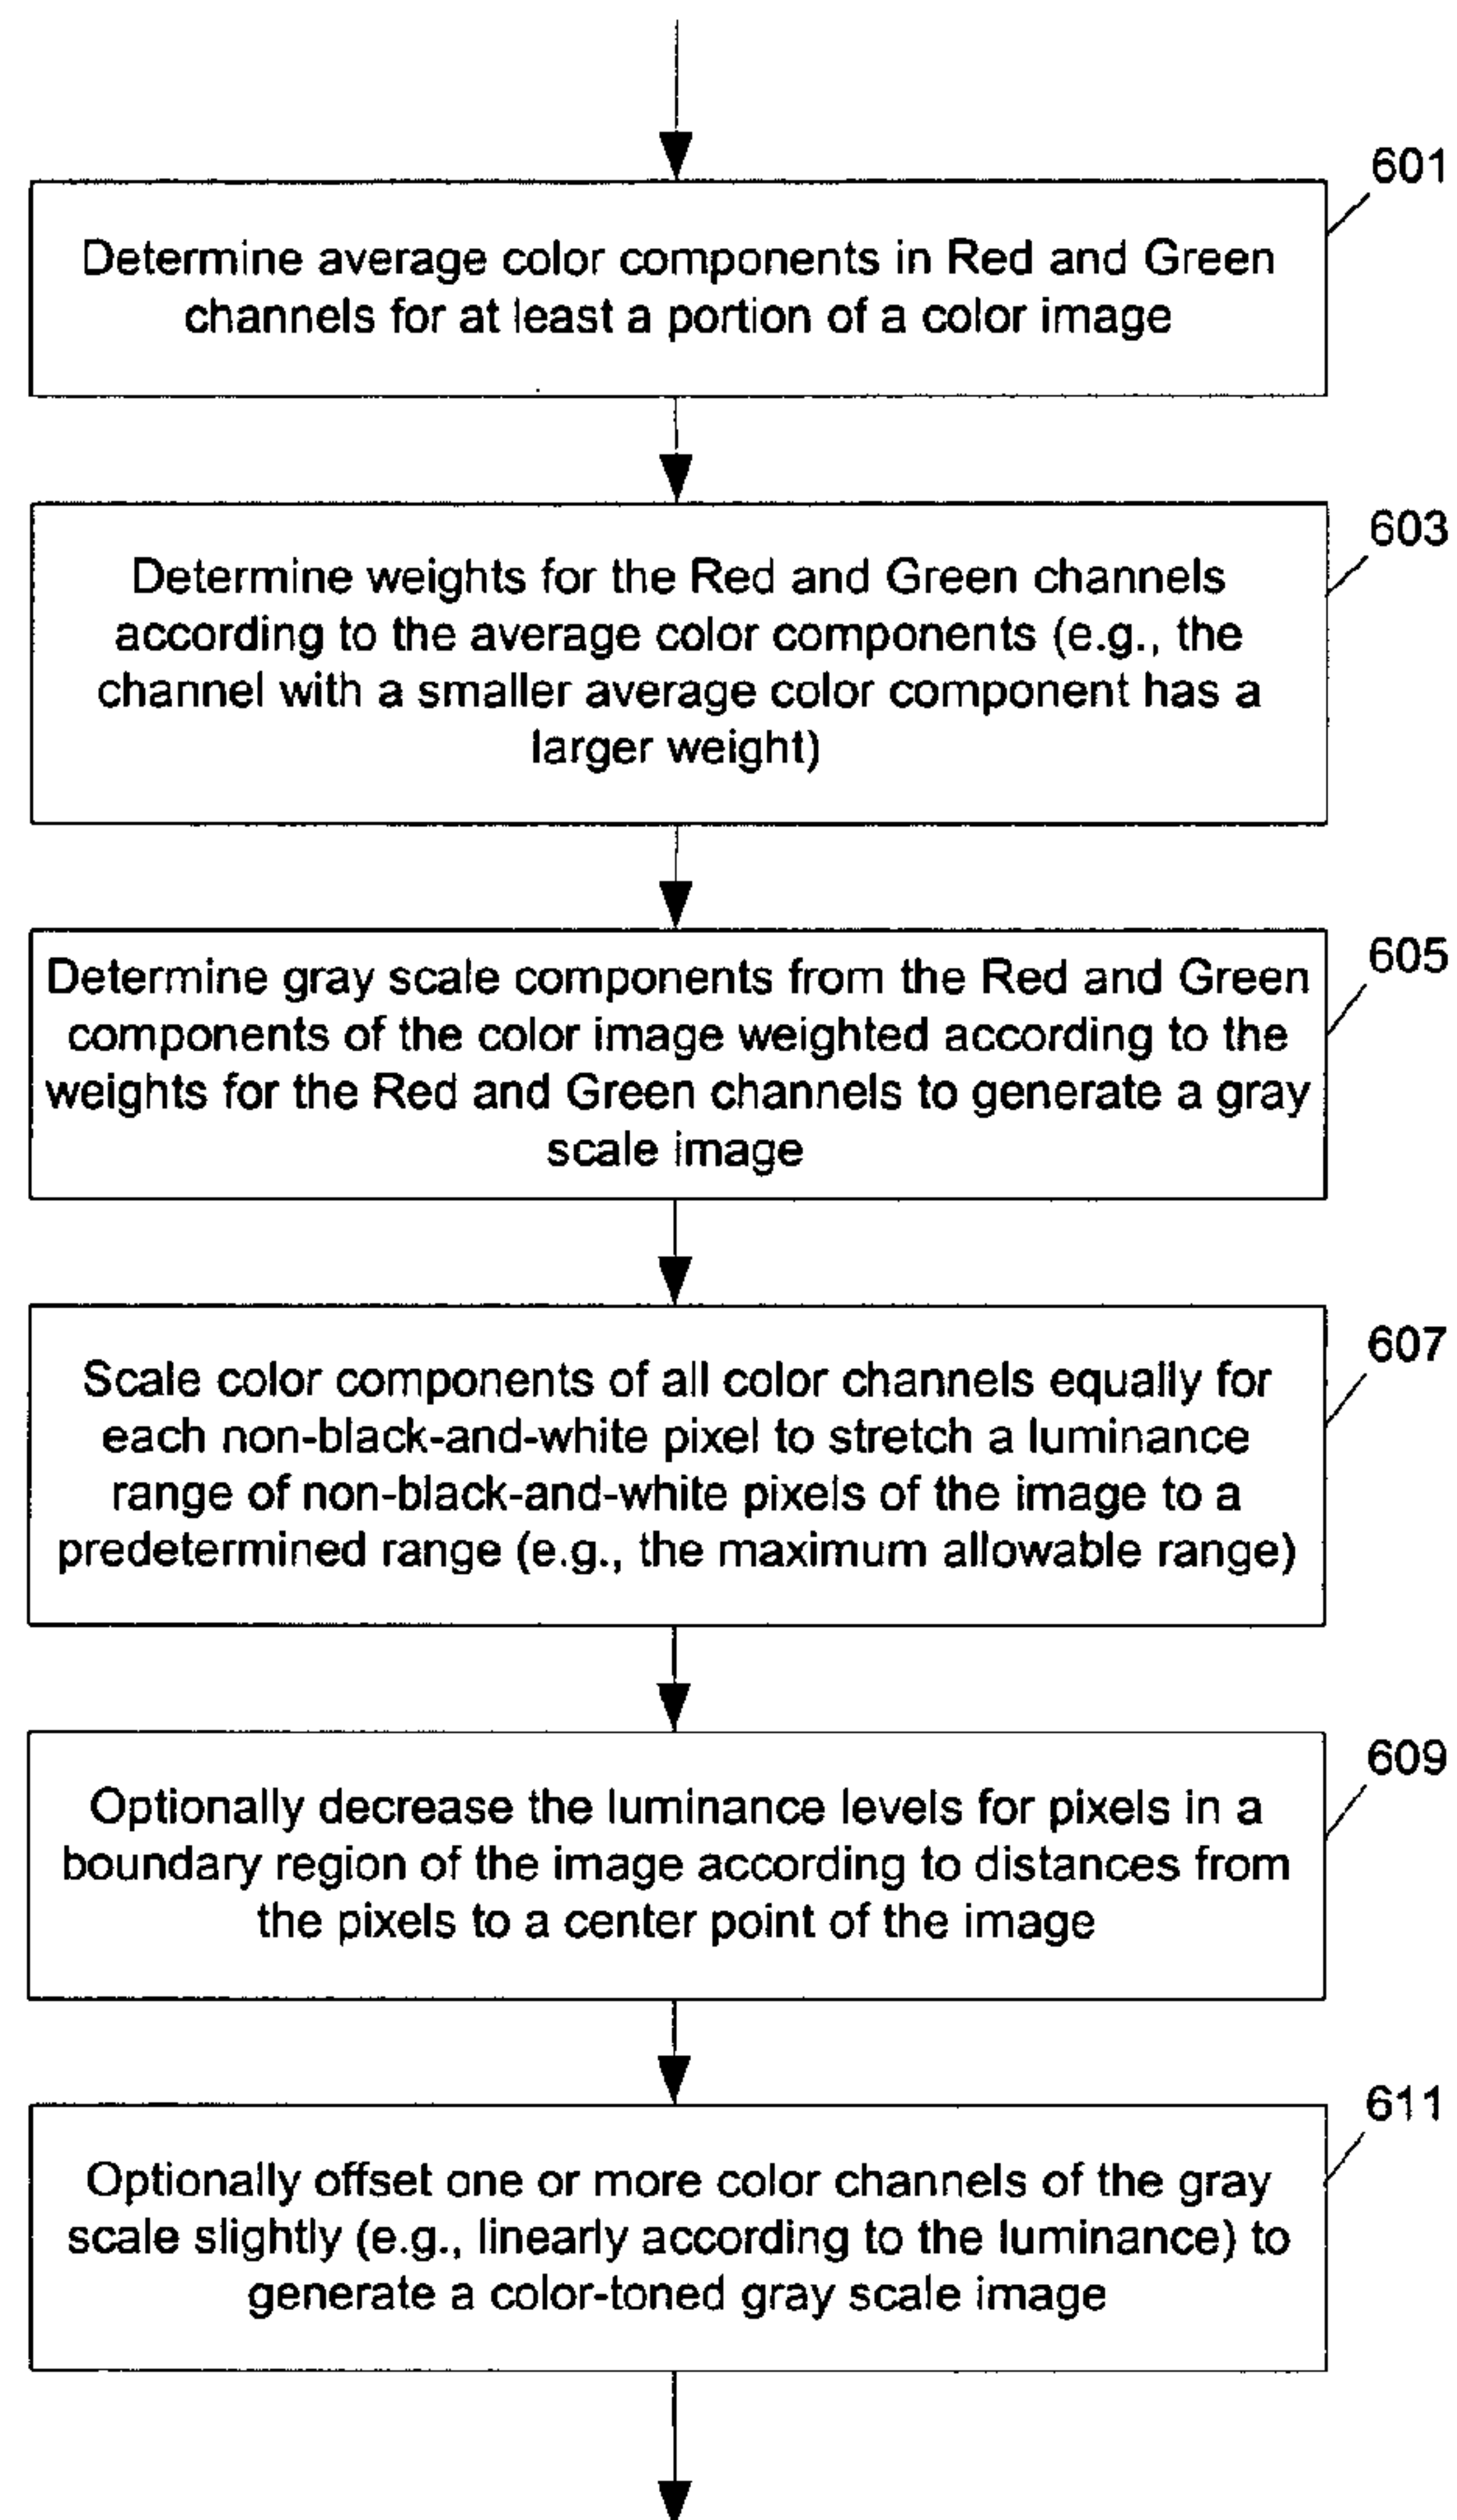 601
Determine average color components in Red and Green
channels for at least a portion of a color image
603
Determine weights for the Red and Green channels
according to the average color components (e.g., the
channel with a smaller average color component has a
larger weight)
605
Determine gray scale components from the Red and Green
components of the color image weighted according to the
weights for the Red and Green channels to generate a gray
scale image
607
Scale color components of all color channels equally for
each non-black-and-white pixel to stretch a luminance
range of non-black-and-white pixels of the image to a
predetermined range (e.g., the maximum allowable range)
609
Optionally decrease the luminance levels for pixels in a
boundary region of the image according to distances from
the pixels to a center point of the image
611
Optionally offset one or more color channels of the gray
scale slightly (e.g., linearly according to the luminance) to
generate a color-toned gray scale image